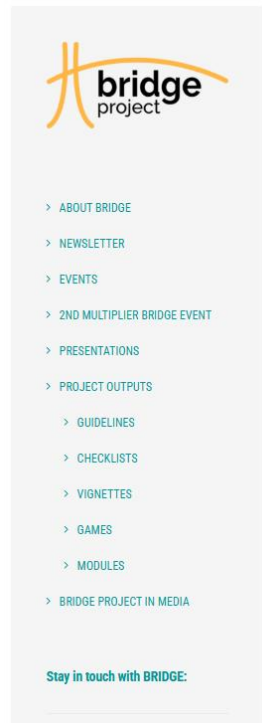 bridge
project
ABOUT BRIDGE
NEWSLETTER
EVENTS
2ND MULTIPLIER BRIDGE EVENT
PRESENTATIONS
PROJECT OUTPUTS
GUIDELINES
CHECKLISTS
VIGNETTES
GAMES
MODULES
BRIDGE PROJECT IN MEDIA
Stay in touch with BRIDGE: